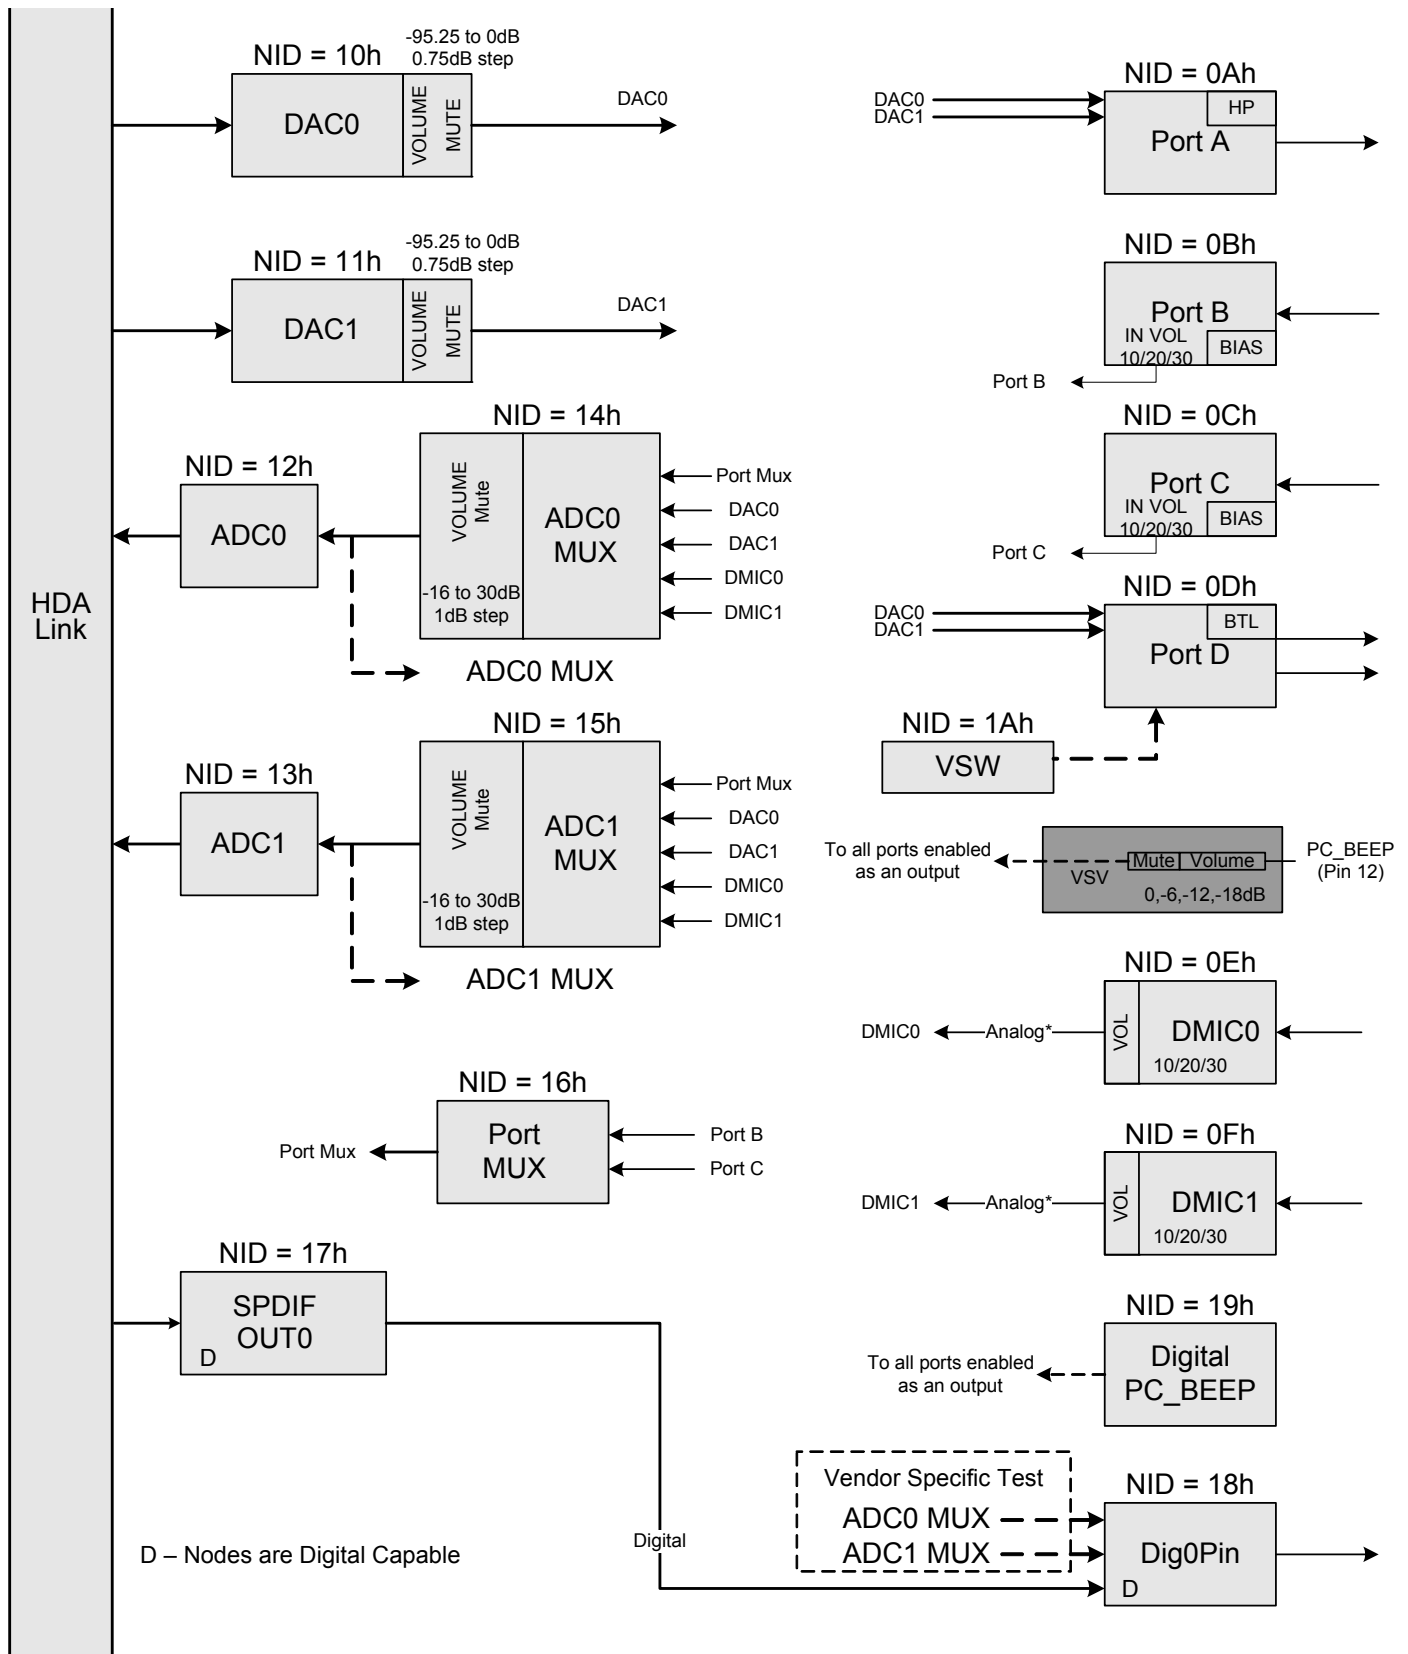 HDA
Link
NID = 10h
-95.25 to 0dB
0.75dB step
DAC0
VOLUME
MUTE
DAC0
NID = 11h
-95.25 to 0dB
0.75dB step
DAC1
VOLUME
MUTE
DAC1
NID = 14h
NID = 12h
ADC0
VOLUME
Mute
-16 to 30dB
1dB step
ADC0
MUX
Port Mux
DAC0
DAC1
DMIC0
DMIC1
ADC0 MUX
NID = 15h
NID = 13h
ADC1
VOLUME
Mute
-16 to 30dB
1dB step
ADC1
MUX
Port Mux
DAC0
DAC1
DMIC0
DMIC1
ADC1 MUX
NID = 16h
Port Mux
Port
MUX
Port B
Port C
NID = 17h
SPDIF
OUT0
D
Digital
D – Nodes are Digital Capable
NID = 0Ah
DAC0
DAC1
HP
Port A
NID = 0Bh
Port B
IN VOL
10/20/30
BIAS
Port B
NID = 0Ch
Port C
IN VOL
10/20/30
BIAS
Port C
NID = 0Dh
DAC0
DAC1
BTL
Port D
NID = 1Ah
VSW
To all ports enabled
as an output
VSV
Mute
Volume
0,-6,-12,-18dB
PC_BEEP
(Pin 12)
NID = 0Eh
DMIC0
Analog*
VOL
DMIC0
10/20/30
NID = 0Fh
DMIC1
Analog*
VOL
DMIC1
10/20/30
NID = 19h
To all ports enabled
as an output
Digital
PC_BEEP
Vendor Specific Test
ADC0 MUX
ADC1 MUX
NID = 18h
Dig0Pin
D